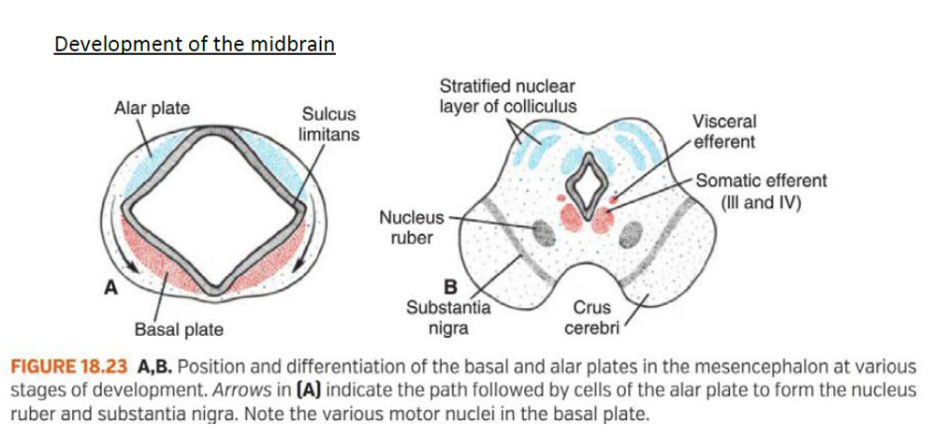 Development of the midbrain
Alar plate
Sulcus
limitans
A
Basal plate
Stratified nuclear
layer of colliculus
Visceral
efferent
Somatic efferent
(III and IV)
Nucleus
ruber
B
Substantia
nigra
Crus
cerebri
FIGURE 18.23 A,B. Position and differentiation of the basal and alar plates in the mesencephalon at various
stages of development. Arrows in (A) indicate the path followed by cells of the alar plate to form the nucleus
ruber and substantia nigra. Note the various motor nuclei in the basal plate.